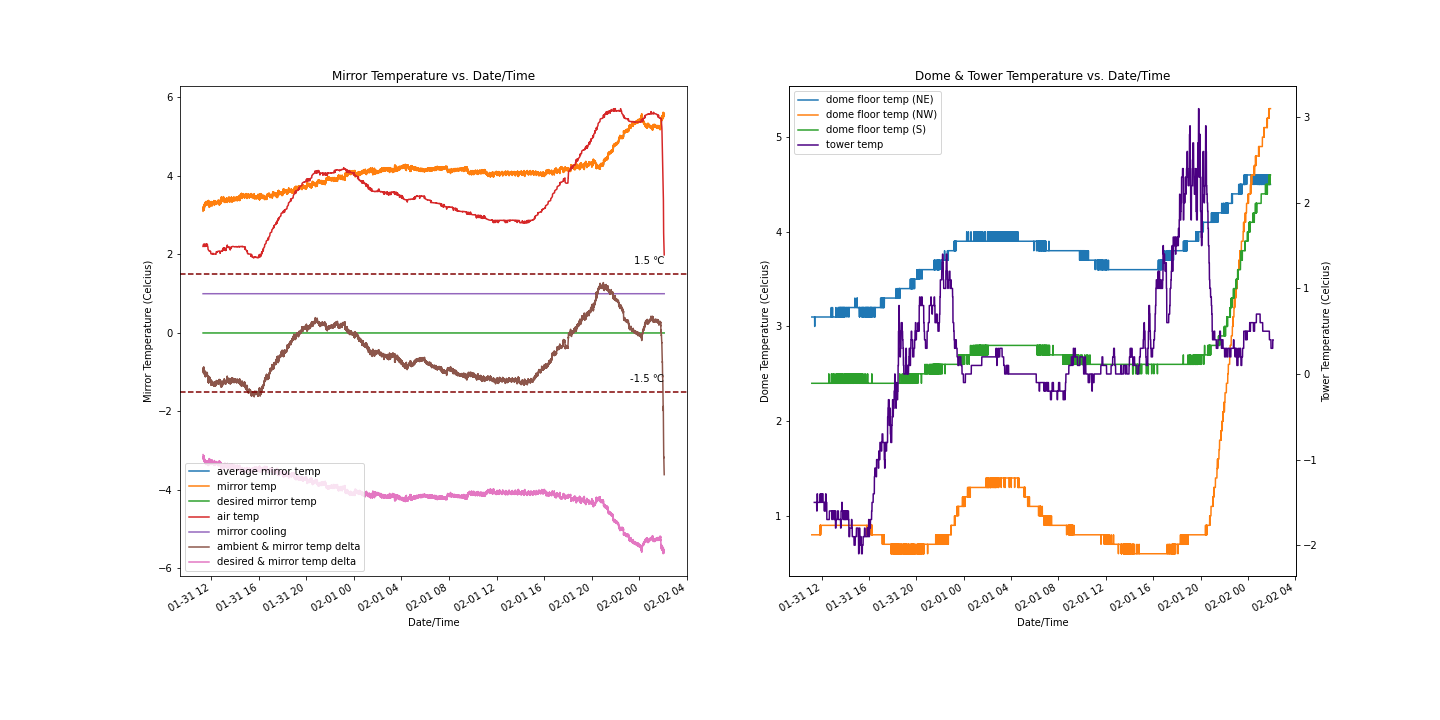 Mirror Temperature vs. Date/Time
Mirror Temperature (Celcius)
6
4
2
0
−2
−4
−6
1.5 °C
-1.5 °C
average mirror temp
mirror temp
desired mirror temp
air temp
mirror cooling
ambient & mirror temp delta
desired & mirror temp delta
01-31 12
01-31 16
01-31 20
02-01 00
02-01 04
02-01 08
02-01 12
02-01 16
02-01 20
02-02 00
02-02 04
Date/Time
Dome & Tower Temperature vs. Date/Time
Dome Temperature (Celcius)
5
4
3
2
1
dome floor temp (NE)
dome floor temp (NW)
dome floor temp (S)
tower temp
3
2
1
0
−1
−2
Tower Temperature (Celcius)
01-31 12
01-31 16
01-31 20
02-01 00
02-01 04
02-01 08
02-01 12
02-01 16
02-01 20
02-02 00
02-02 04
Date/Time